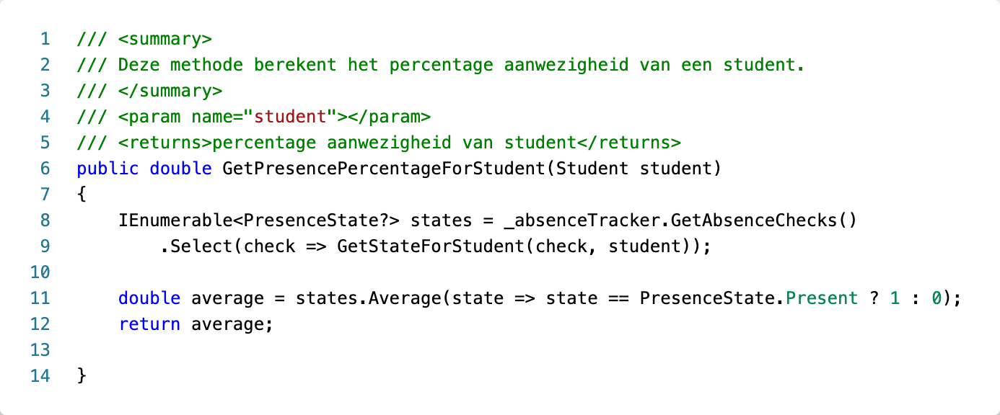 1 /// <summary>
2 /// Deze methode berekent het percentage aanwezigheid van een student.
3 /// </summary>
4 /// <param name="student"></param>
5 /// <returns>percentage aanwezigheid van student</returns>
6 public double GetPresencePercentageForStudent(Student student)
7 {
8     IEnumerable<PresenceState?> states = _absenceTracker.GetAbsenceChecks()
9         .Select(check => GetStateForStudent(check, student));
10
11     double average = states.Average(state => state == PresenceState.Present ? 1 : 0);
12     return average;
13
14 }